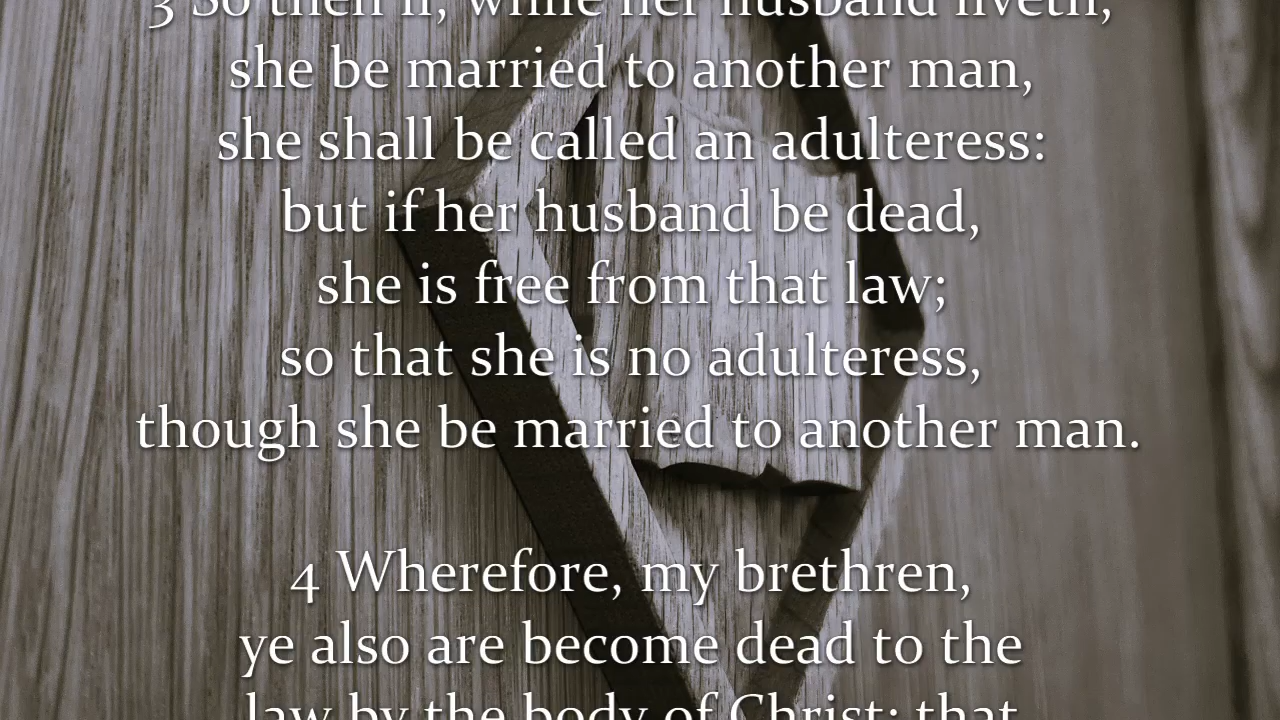 3 So then if, while her husband liveth,
she be married to another man,
she shall be called an adulteress:
but if her husband be dead,
she is free from that law;
so that she is no adulteress,
though she be married to another man.
4 Wherefore, my brethren,
ye also are become dead to the
law by the body of Christ; that